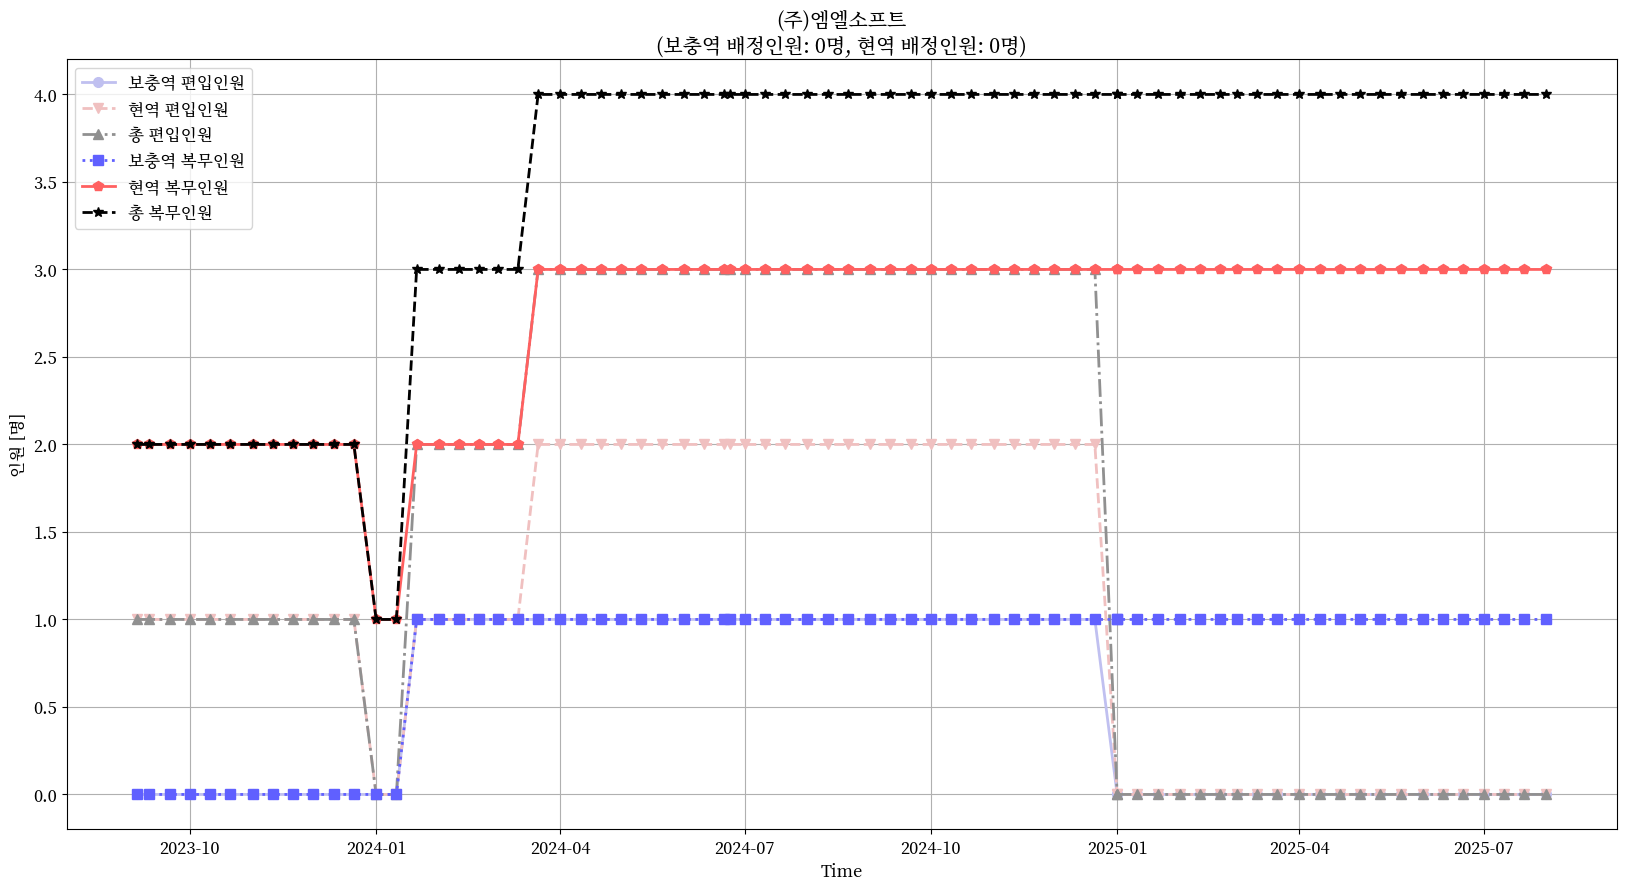 (주)엠엘소프트
(보충역 배정인원: 0명, 현역 배정인원: 0명)
보충역 편입인원
현역 편입인원
총 편입인원
보충역 복무인원
현역 복무인원
총 복무인원
4.0
3.5
3.0
2.5
2.0
1.5
1.0
0.5
0.0
인원 [명]
2023-10 2024-01 2024-04 2024-07 2024-10 2025-01 2025-04 2025-07
Time